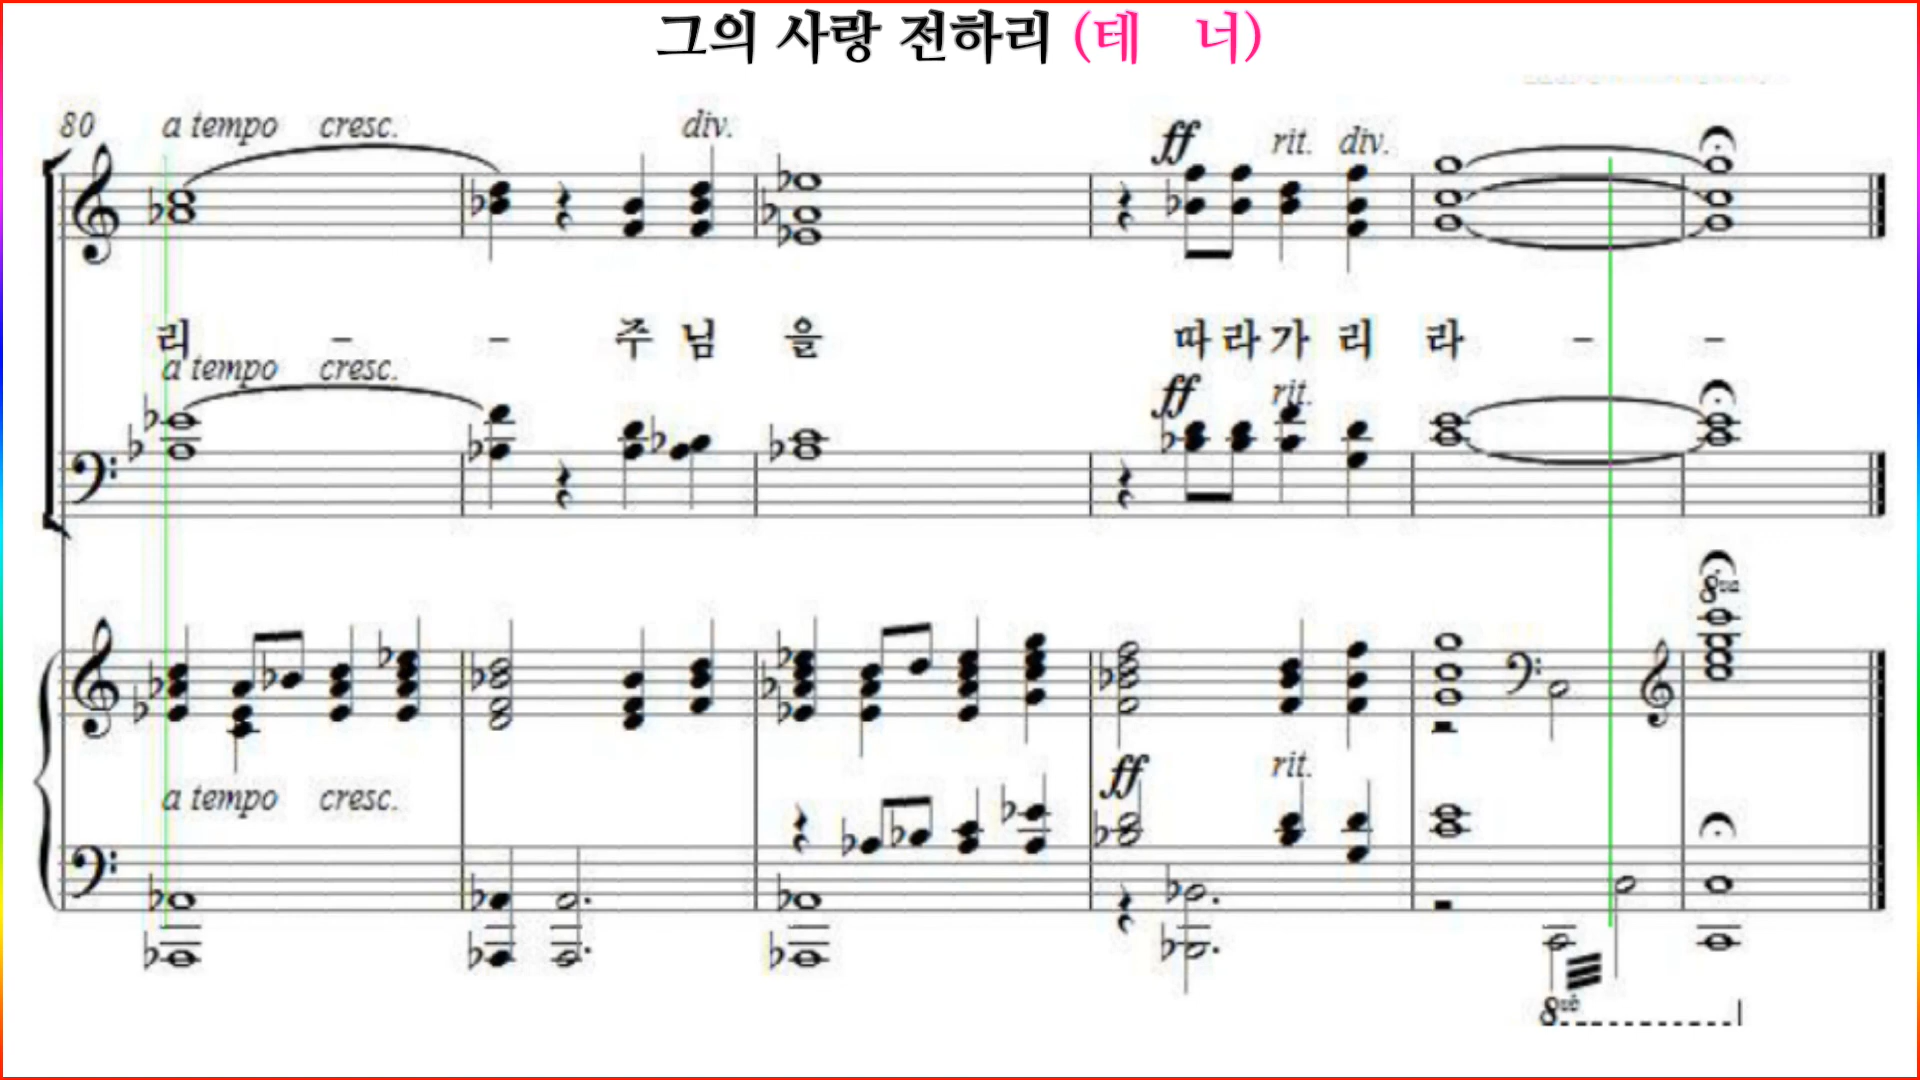 그의 사랑 전하리 (테 너)
80 a tempo cresc. div. ff rit. div.
리 - - 주 님 을 따 라 가 리 라 - -
a tempo cresc. ff rit.
8va
a tempo cresc. ff rit.
8vb